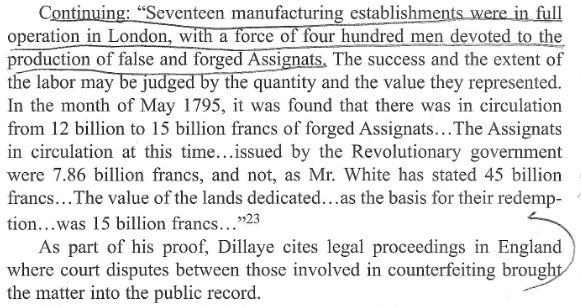 Continuing: “Seventeen manufacturing establishments were in full
operation in London, with a force of four hundred men devoted to the
production of false and forged Assignats. The success and the extent of
the labor may be judged by the quantity and the value they represented.
In the month of May 1795, it was found that there was in circulation
from 12 billion to 15 billion francs of forged Assignats…The Assignats
in circulation at this time…issued by the Revolutionary government
were 7.86 billion francs, and not, as Mr. White has stated 45 billion
francs…The value of the lands dedicated…as the basis for their redemp-
tion…was 15 billion francs…”23
As part of his proof, Dillaye cites legal proceedings in England
where court disputes between those involved in counterfeiting brought
the matter into the public record.